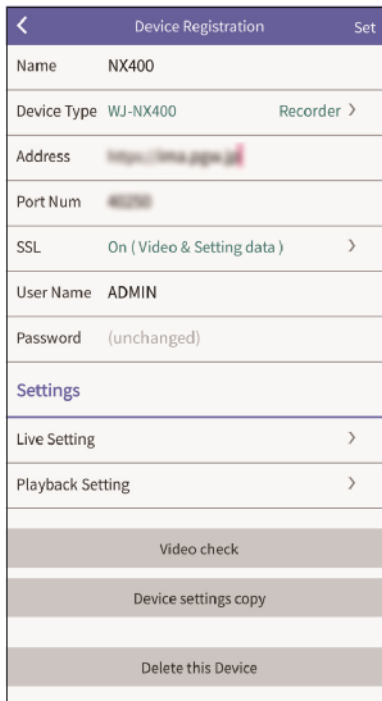 Device Registration Set
Name NX400
Device Type WJ-NX400 Recorder
Address
Port Num
SSL On ( Video & Setting data )
User Name ADMIN
Password (unchanged)
Settings
Live Setting
Playback Setting
Video check
Device settings copy
Delete this Device